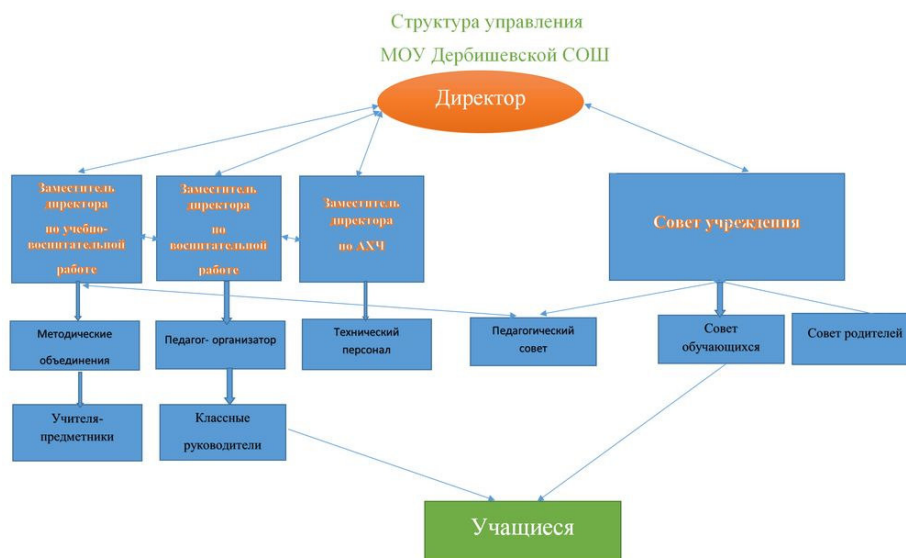 Структура управления
МОУ Дербишевской СОШ
Директор
Заместитель
директора
по учебно-
воспитательной
работе
Заместитель
директора
по
воспитательной
работе
Заместитель
директора
по АХЧ
Совет учреждения
Методические
объединения
Педагог- организатор
Технический
персонал
Педагогический
совет
Совет
обучающихся
Совет родителей
Учителя-
предметники
Классные
руководители
Учащиеся